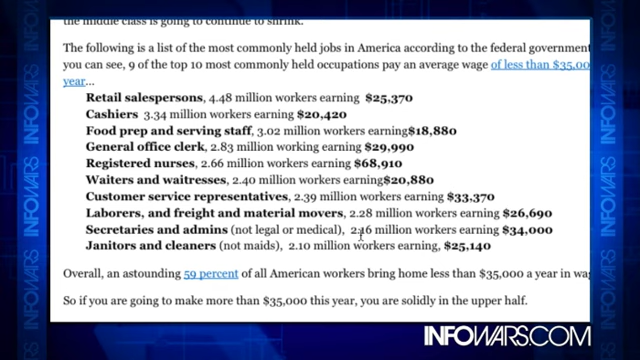 the middle class is going to continue to shrink.
The following is a list of the most commonly held jobs in America according to the federal government
you can see, 9 of the top 10 most commonly held occupations pay an average wage of less than $35,00
year…
Retail salespersons, 4.48 million workers earning $25,370
Cashiers 3.34 million workers earning $20,420
Food prep and serving staff, 3.02 million workers earning$18,880
General office clerk, 2.83 million working earning $29,990
Registered nurses, 2.66 million workers earning $68,910
Waiters and waitresses, 2.40 million workers earning$20,880
Customer service representatives, 2.39 million workers earning $33,370
Laborers, and freight and material movers, 2.28 million workers earning $26,690
Secretaries and admins (not legal or medical), 2.16 million workers earning $34,000
Janitors and cleaners (not maids), 2.10 million workers earning, $25,140
Overall, an astounding 59 percent of all American workers bring home less than $35,000 a year in wa
So if you are going to make more than $35,000 this year, you are solidly in the upper half.
INFOWARS
INFOWARS
INFOWARS
INFOWARS
INFOWARS.COM